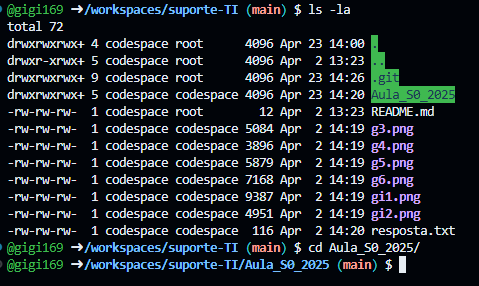 @gigi169 ➜/workspaces/suporte-TI (main) $ ls -la
total 72
drwxrwxrwx+ 4 codespace root      4096 Apr 23 14:00 .
drwxr-xrwx+ 5 codespace root      4096 Apr  2 13:23 ..
drwxrwxrwx+ 9 codespace root      4096 Apr 23 14:26 .git
drwxrwxrwx+ 5 codespace codespace 4096 Apr 23 14:20 Aula_S0_2025
-rw-rw-rw-  1 codespace root        12 Apr  2 13:23 README.md
-rw-rw-rw-  1 codespace codespace 5084 Apr  2 14:19 g3.png
-rw-rw-rw-  1 codespace codespace 3896 Apr  2 14:19 g4.png
-rw-rw-rw-  1 codespace codespace 5879 Apr  2 14:19 g5.png
-rw-rw-rw-  1 codespace codespace 7168 Apr  2 14:19 g6.png
-rw-rw-rw-  1 codespace codespace 9387 Apr  2 14:19 gi1.png
-rw-rw-rw-  1 codespace codespace 4951 Apr  2 14:19 gi2.png
-rw-rw-rw-  1 codespace codespace  116 Apr  2 14:20 resposta.txt
@gigi169 ➜/workspaces/suporte-TI (main) $ cd Aula_S0_2025/
@gigi169 ➜/workspaces/suporte-TI/Aula_S0_2025 (main) $